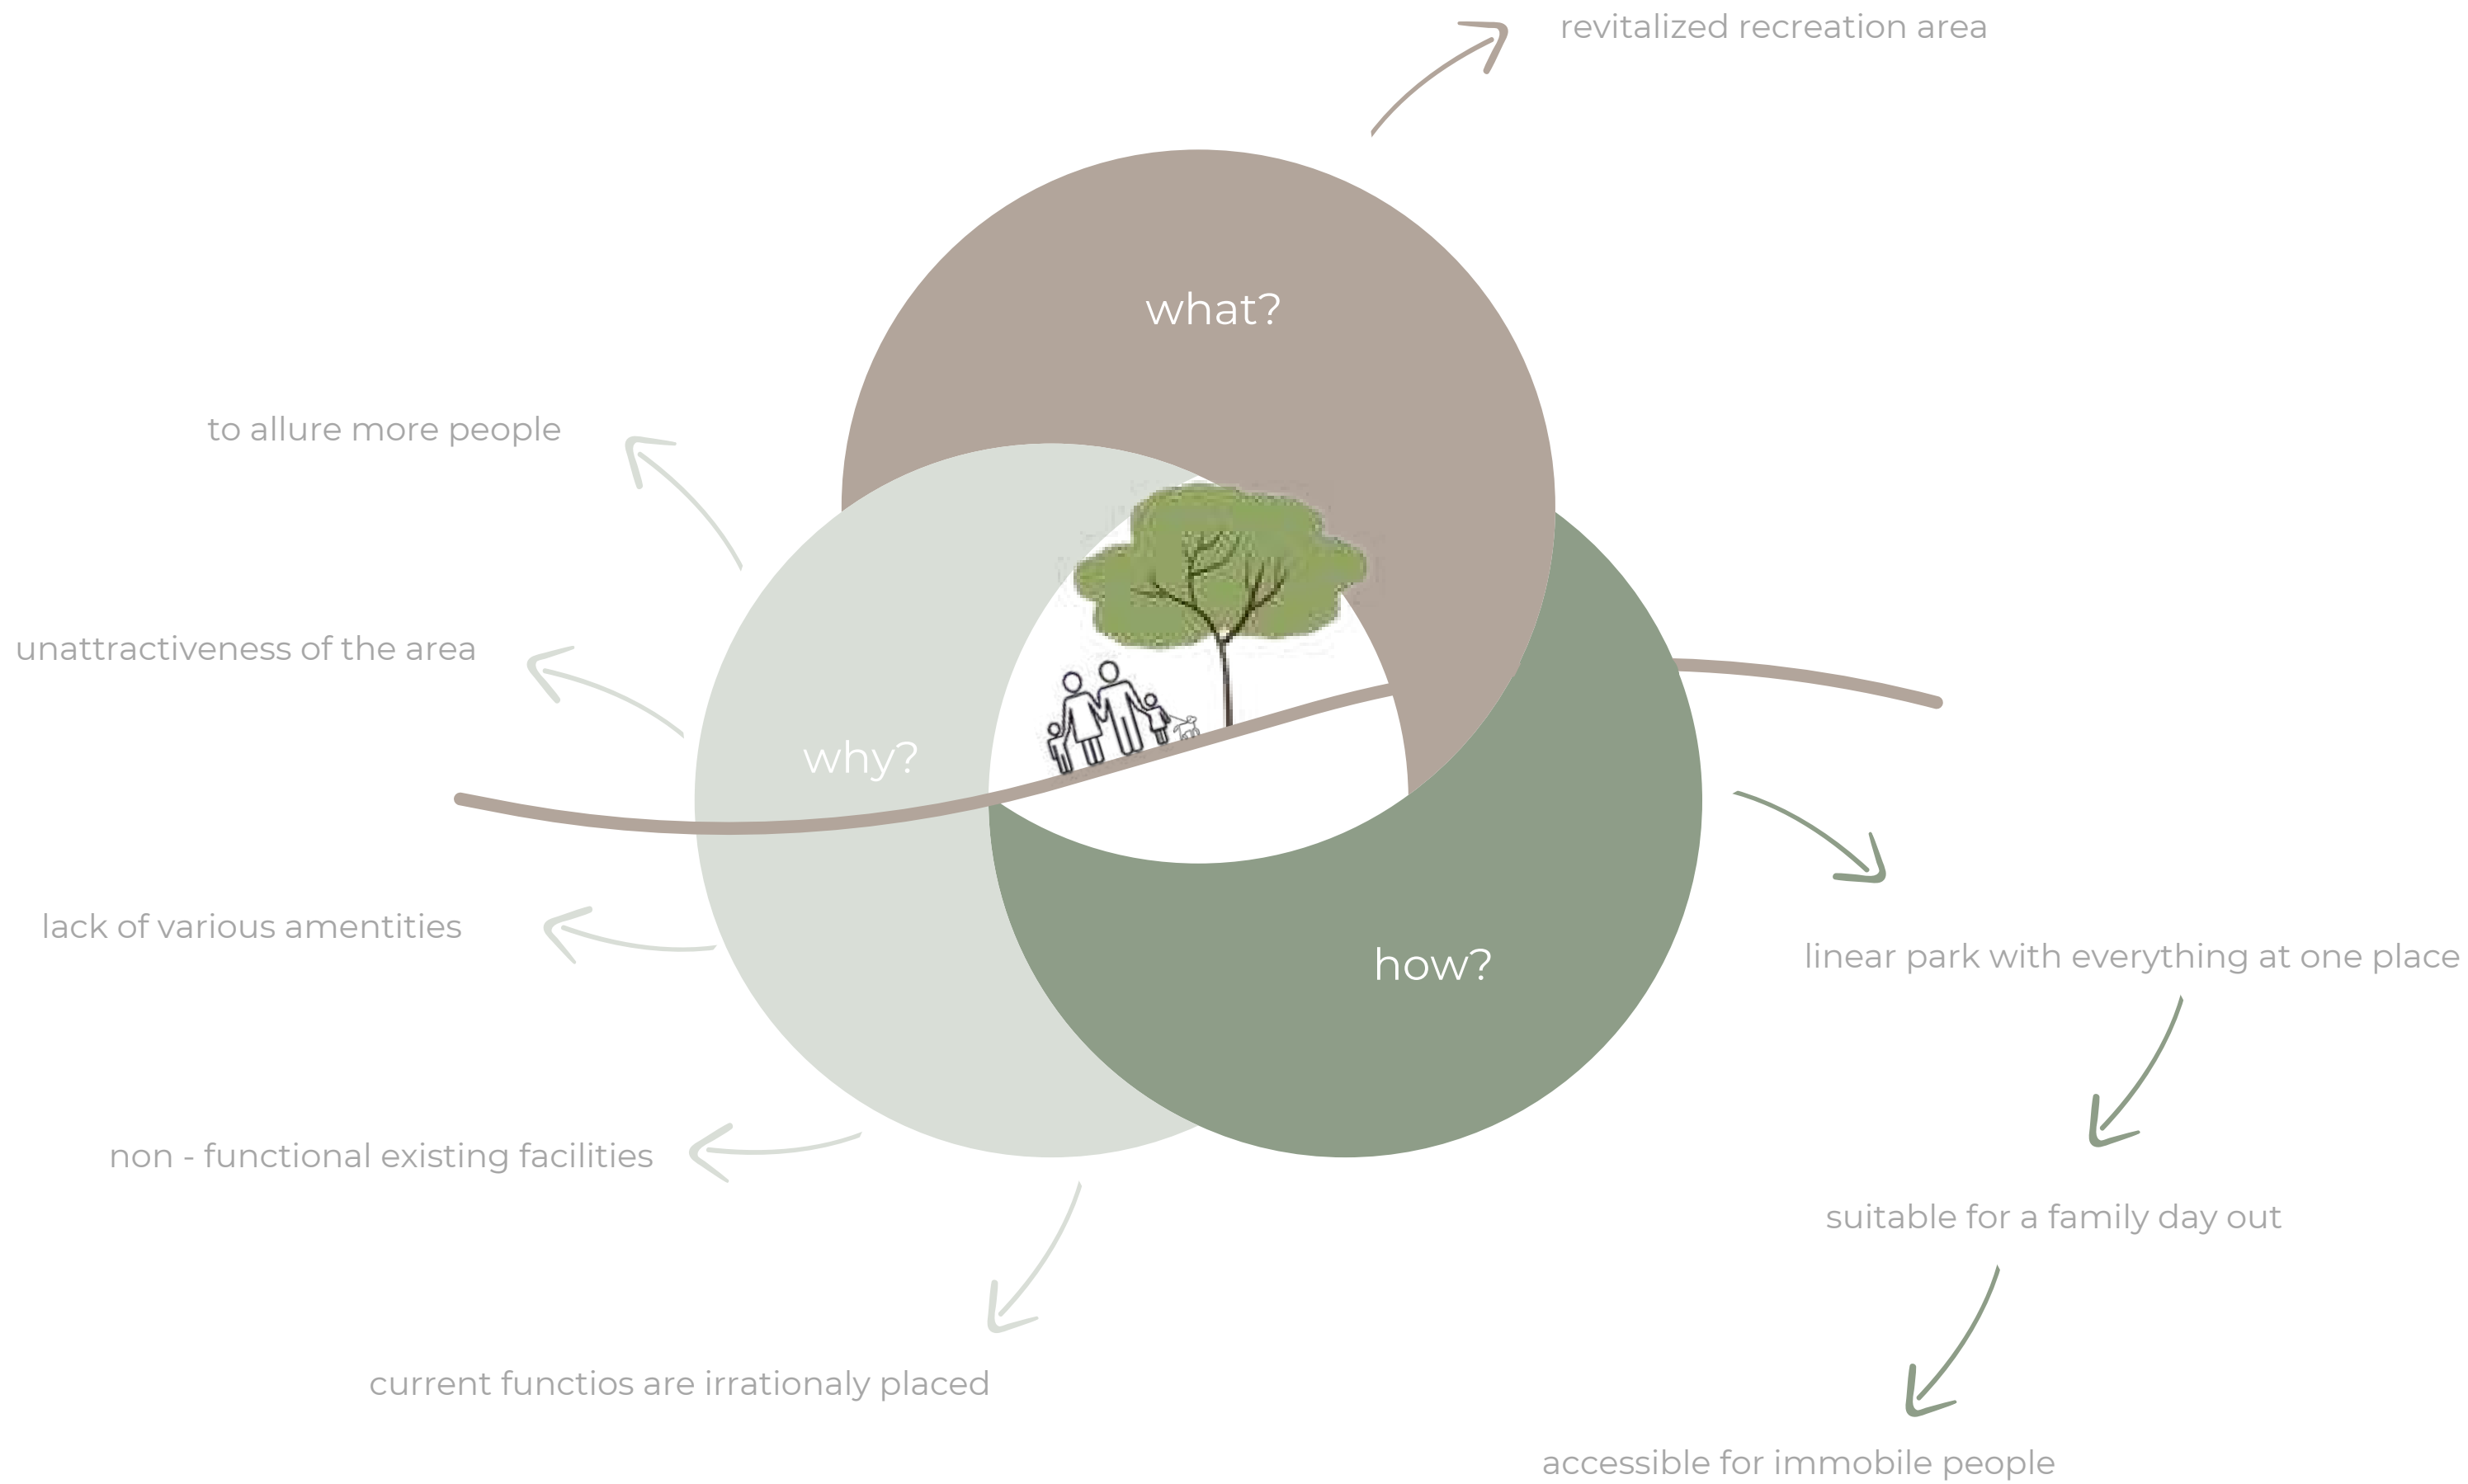 revitalized recreation area
what?
to allure more people
unattractiveness of the area
why?
lack of various amentities
how?
linear park with everything at one place
non - functional existing facilities
suitable for a family day out
current functios are irrationaly placed
accessible for immobile people